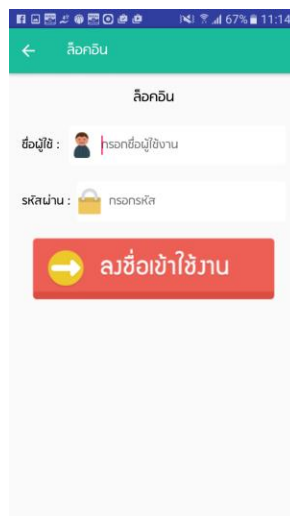 67% 11:14
ล็อคอิน
ล็อคอิน
ชื่อผู้ใช้ : กรอกชื่อผู้ใช้งาน
รหัสผ่าน : กรอกรหัส
ลงชื่อเข้าใช้งาน